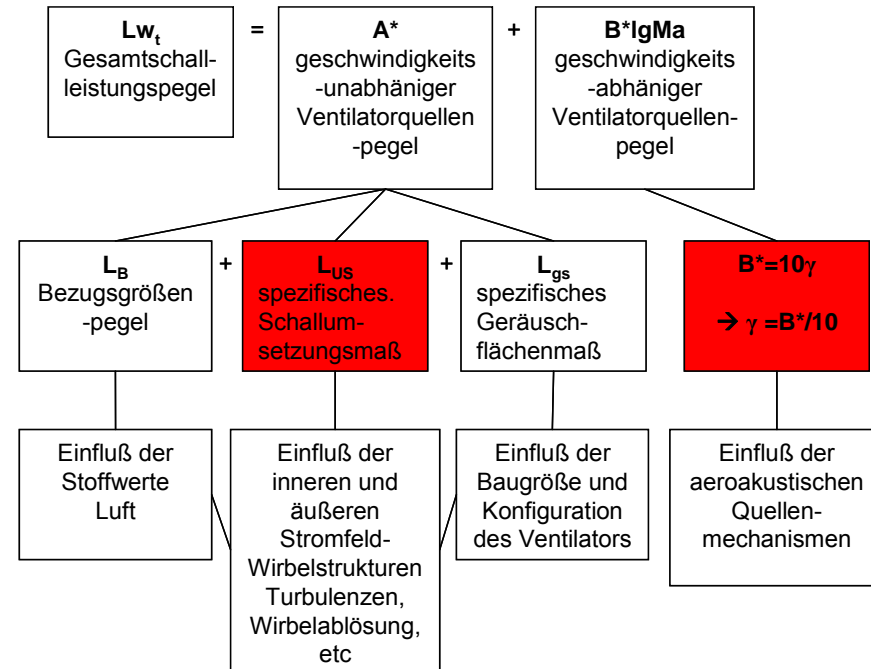 Lwt
Gesamtschall-
leistungspegel
=
A*
geschwindigkeits
-unabhäniger
Ventilatorquellen
-pegel
+
B*lgMa
geschwindigkeits
-abhäniger
Ventilatorquellen-
pegel
LB
Bezugsgrößen
-pegel
+
LUS
spezifisches.
Schallum-
setzungsmaß
+
Lgs
spezifisches
Geräusch-
flächenmaß
B*=10γ
→ γ =B*/10
Einfluß der
Stoffwerte
Luft
Einfluß der
inneren und
äußeren
Stromfeld-
Wirbelstrukturen
Turbulenzen,
Wirbelablösung,
etc
Einfluß der
Baugröße und
Konfiguration
des Ventilators
Einfluß der
aeroakustischen
Quellen-
mechanismen